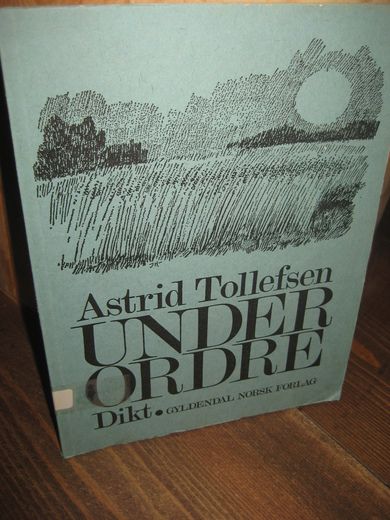 Astrid Tollefsen
UNDER
ORDRE
Dikt. GYLDENDAL NORSK FORLAG